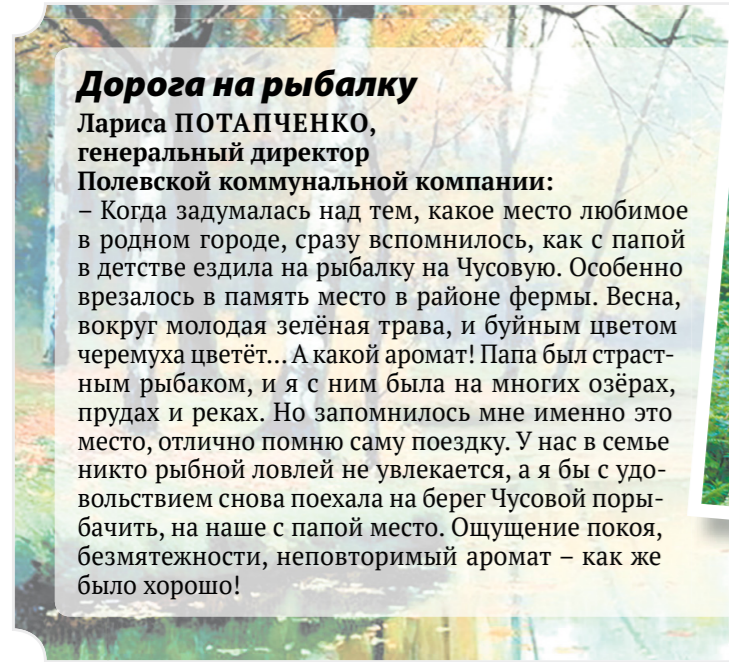 Дорога на рыбалку
Лариса ПОТАПЧЕНКО,
генеральный директор
Полевской коммунальной компании:
– Когда задумалась над тем, какое место любимое
в родном городе, сразу вспомнилось, как с папой
в детстве ездила на рыбалку на Чусовую. Особенно
врезалось в память место в районе фермы. Весна,
вокруг молодая зелёная трава, и буйным цветом
черемуха цветёт... А какой аромат! Папа был страст-
ным рыбаком, и я с ним была на многих озёрах,
прудах и реках. Но запомнилось мне именно это
место, отлично помню саму поездку. У нас в семье
никто рыбной ловлей не увлекается, а я бы с удо-
вольствием снова поехала на берег Чусовой поры-
бачить, на наше с папой место. Ощущение покоя,
безмятежности, неповторимый аромат – как же
было хорошо!